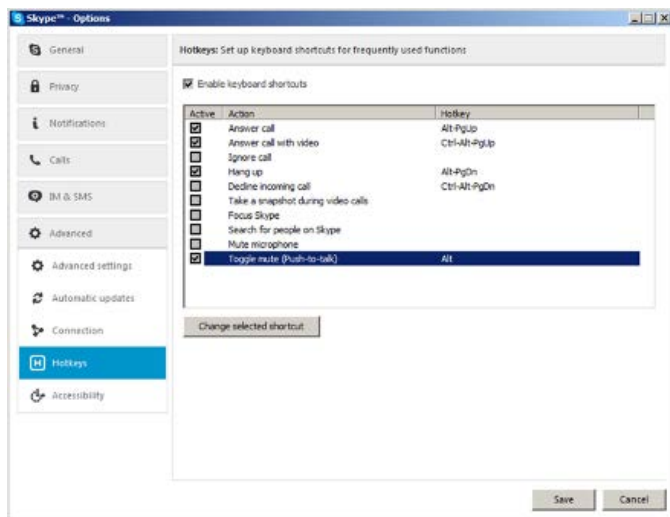 Skype™ - Options
General
Privacy
Notifications
Calls
IM & SMS
Advanced
Advanced settings
Automatic updates
Connection
Hotkeys
Accessibility
Hotkeys: Set up keyboard shortcuts for frequently used functions
Enable keyboard shortcuts
Active Action Hotkey
Answer call Alt-PgUp
Answer call with video Ctrl-Alt-PgUp
Ignore call
Hang up Alt-PgDn
Decline incoming call Ctrl-Alt-PgDn
Take a snapshot during video calls
Focus Skype
Search for people on Skype
Mute microphone
Toggle mute (Push-to-talk) Alt
Change selected shortcut
Save Cancel